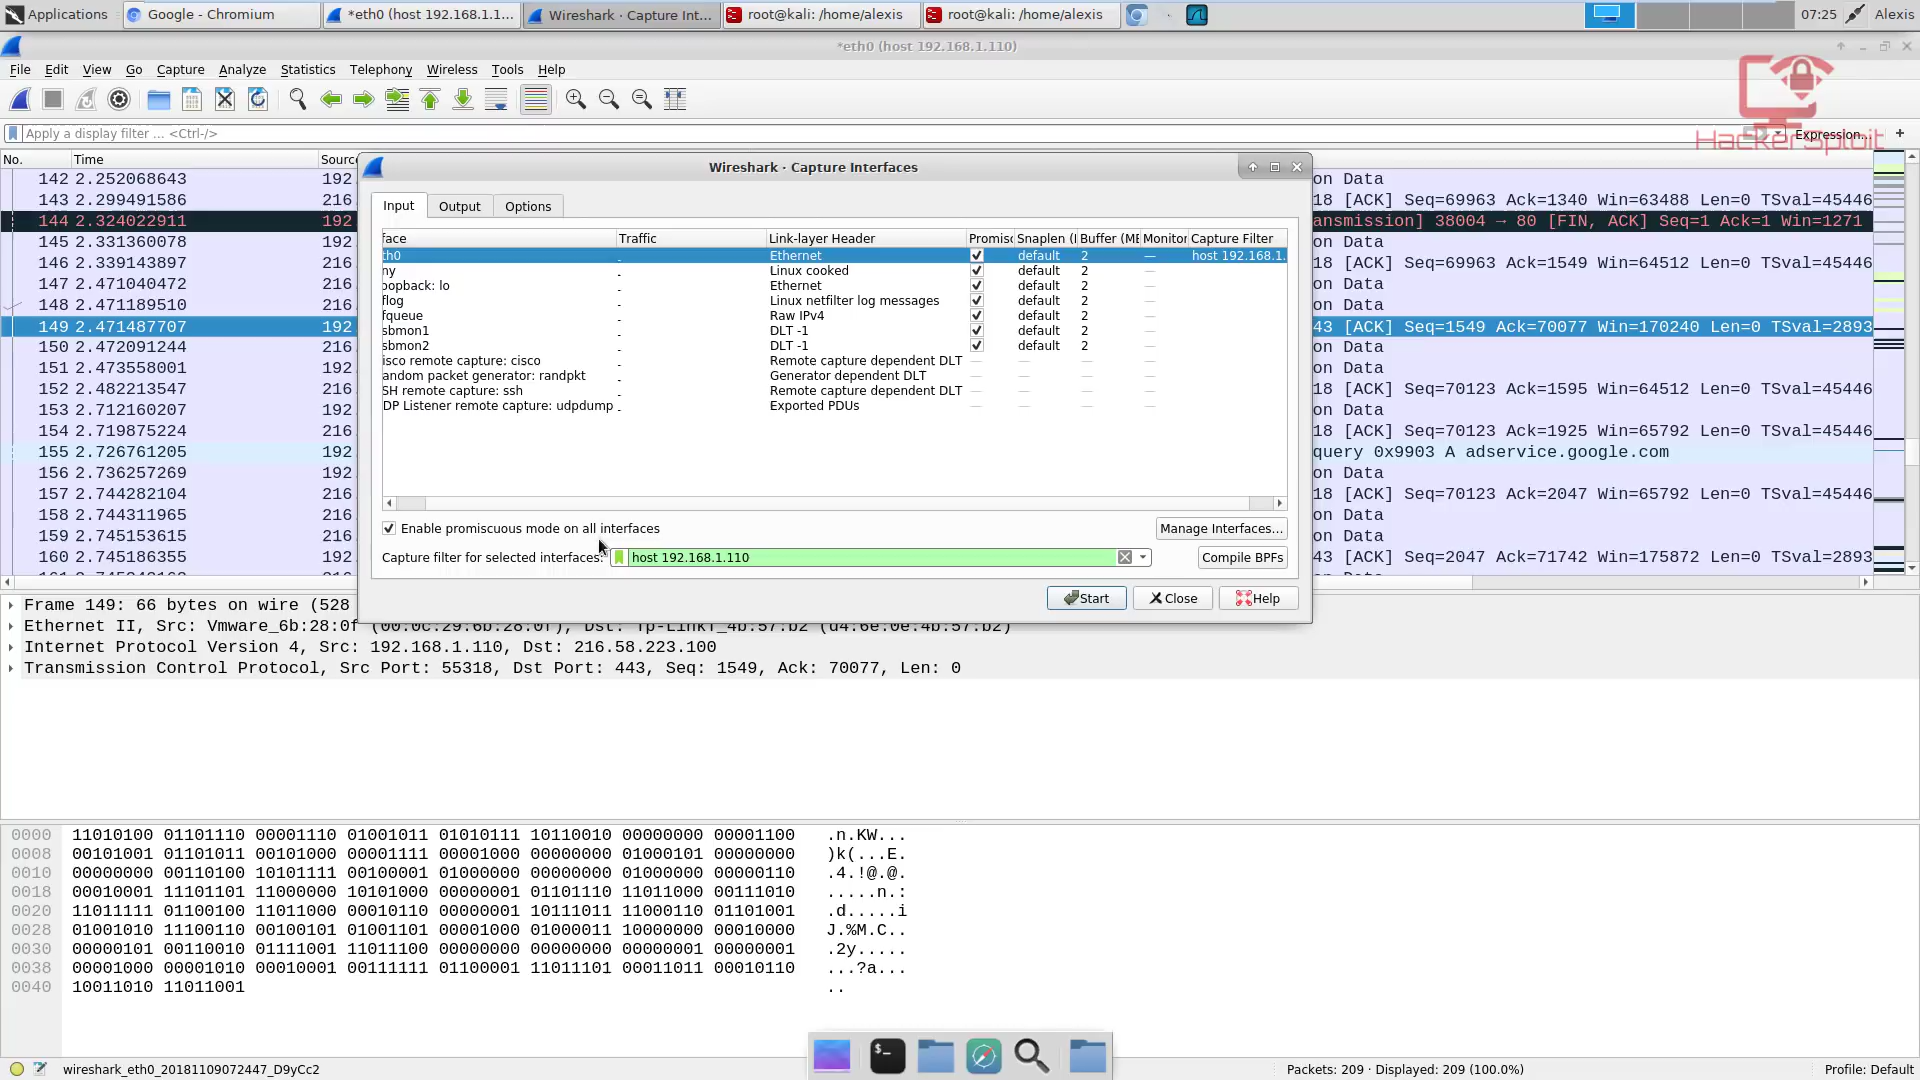 Applications
Google - Chromium
*eth0 (host 192.168.1.1...
Wireshark · Capture Int...
root@kali: /home/alexis
root@kali: /home/alexis
07:25
Alexis
*eth0 (host 192.168.1.110)
File Edit View Go Capture Analyze Statistics Telephony Wireless Tools Help
Apply a display filter ... <Ctrl-/>
Expression...
+
HackerSploit
No. Time Sourc
142 2.252068643 192 on Data
143 2.299491586 216 18 [ACK] Seq=69963 Ack=1340 Win=63488 Len=0 TSval=45446
144 2.324022911 192 ansmission] 38004 → 80 [FIN, ACK] Seq=1 Ack=1 Win=1271
145 2.331360078 192 on Data
146 2.339143897 192 18 [ACK] Seq=69963 Ack=1549 Win=64512 Len=0 TSval=45446
147 2.471040472 216 on Data
148 2.471189510 216 on Data
149 2.471487707 192 43 [ACK] Seq=1549 Ack=70077 Win=170240 Len=0 TSval=2893
150 2.472091244 216 on Data
151 2.473558001 192 on Data
152 2.482213547 216 18 [ACK] Seq=70123 Ack=1595 Win=64512 Len=0 TSval=45446
153 2.712160207 192 on Data
154 2.719875224 216 18 [ACK] Seq=70123 Ack=1925 Win=65792 Len=0 TSval=45446
155 2.726761205 192 query 0x9903 A adservice.google.com
156 2.736257269 192 on Data
157 2.744282104 216 18 [ACK] Seq=70123 Ack=2047 Win=65792 Len=0 TSval=45446
158 2.744311965 216 on Data
159 2.745153615 216 on Data
160 2.745186355 192 43 [ACK] Seq=2047 Ack=71742 Win=175872 Len=0 TSval=2893
Wireshark · Capture Interfaces
Input Output Options
face Traffic Link-layer Header Promisc Snaplen ( Buffer (ME Monitor Capture Filter
th0 Ethernet default 2 — host 192.168.1.
ny Linux cooked default 2 —
oopback: lo Ethernet default 2 —
flog Linux netfilter log messages default 2 —
fqueue Raw IPv4 default 2 —
sbmon1 DLT -1 default 2 —
sbmon2 DLT -1 default 2 —
isco remote capture: cisco Remote capture dependent DLT — — — —
andom packet generator: randpkt Generator dependent DLT — — — —
SH remote capture: ssh Remote capture dependent DLT — — — —
DP Listener remote capture: udpdump Exported PDUs — — — —
Enable promiscuous mode on all interfaces
Manage Interfaces...
Capture filter for selected interfaces: host 192.168.1.110
Compile BPFs
Start Close Help
Frame 149: 66 bytes on wire (528
Ethernet II, Src: Vmware_6b:28:0f (00:0c:29:6b:28:0f), Dst: Tp-LinkT_4b:57:b2 (d4:6e:0e:4b:57:b2)
Internet Protocol Version 4, Src: 192.168.1.110, Dst: 216.58.223.100
Transmission Control Protocol, Src Port: 55318, Dst Port: 443, Seq: 1549, Ack: 70077, Len: 0
0000 11010100 01101110 00001110 01001011 01010111 10110010 00000000 00001100 .n.KW...
0008 00101001 01101011 00101000 00001111 00001000 00000000 01000101 00000000 )k(...E.
0010 00000000 00110100 10101111 00100001 01000000 00000000 01000000 00000110 .4.!@.@.
0018 00010001 11101101 11000000 10101000 00000001 01101110 11011000 00111010 .....n.:
0020 11011111 01100100 11011000 00010110 00000001 10111011 11000110 01101001 .d.....i
0028 01001010 11100110 00100101 01001101 00001000 01000011 10000000 00010000 J.%M.C..
0030 00000101 00110010 01111001 11011100 00000000 00000000 00000001 00000001 .2y.....
0038 00001000 00001010 00010001 00111111 01100001 11011101 00011011 00010110 ...?a...
0040 10011010 11011001 ..
wireshark_eth0_20181109072447_D9yCc2
Packets: 209 · Displayed: 209 (100.0%)
Profile: Default